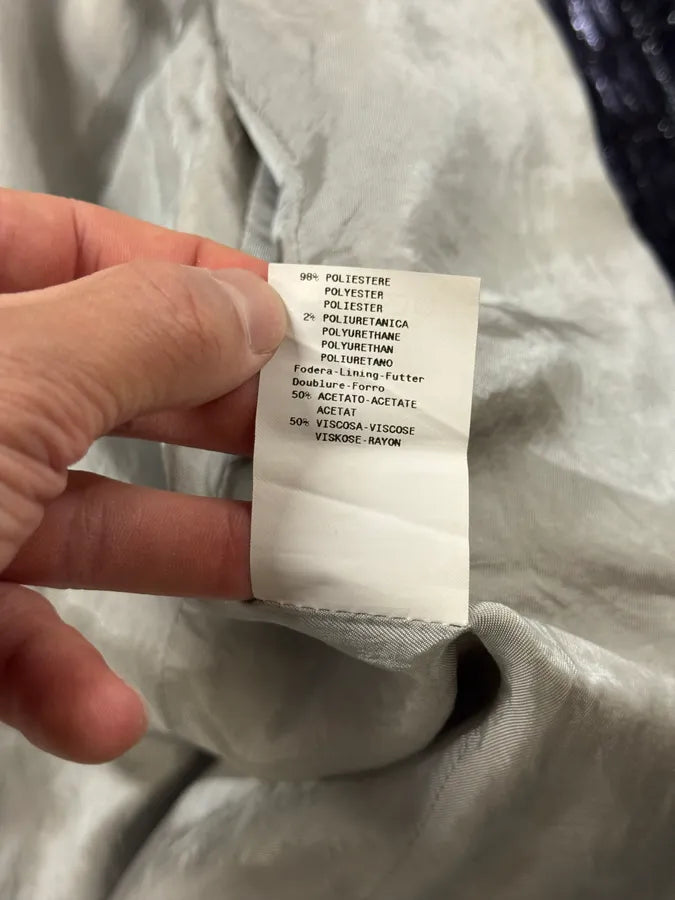 98% POLIESTERE
POLYESTER
POLIESTER
2% POLIURETANICA
POLYURETHANE
POLYURETHAN
POLIURETANO
Fodera-Lining-Futter
Doublure-Forro
50% ACETATO-ACETATE
ACETAT
50% VISCOSA-VISCOSE
VISKOSE-RAYON